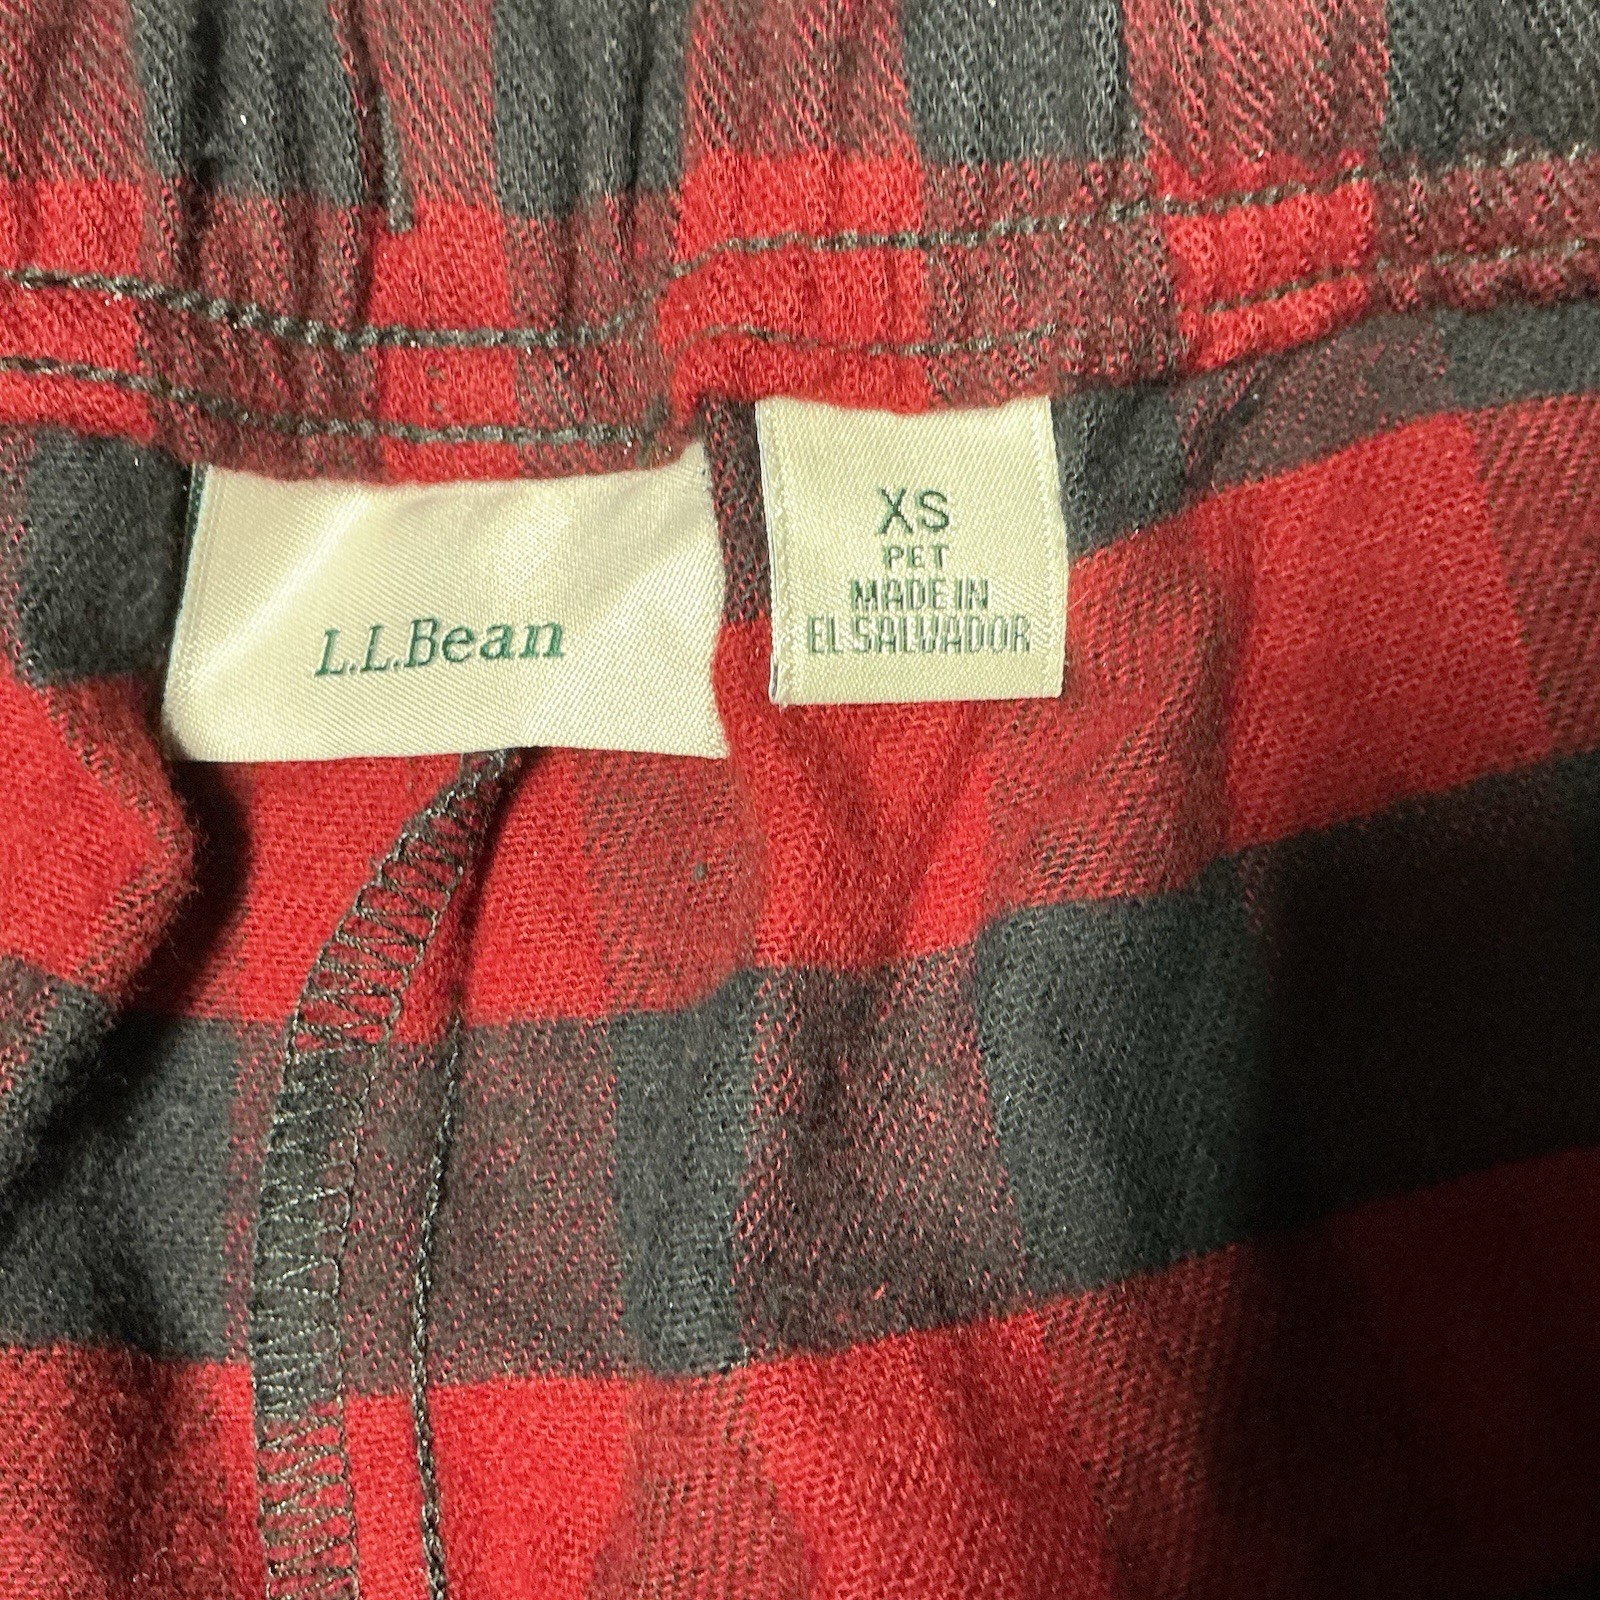 L.L.Bean
XS
PET
MADE IN
EL SALVADOR